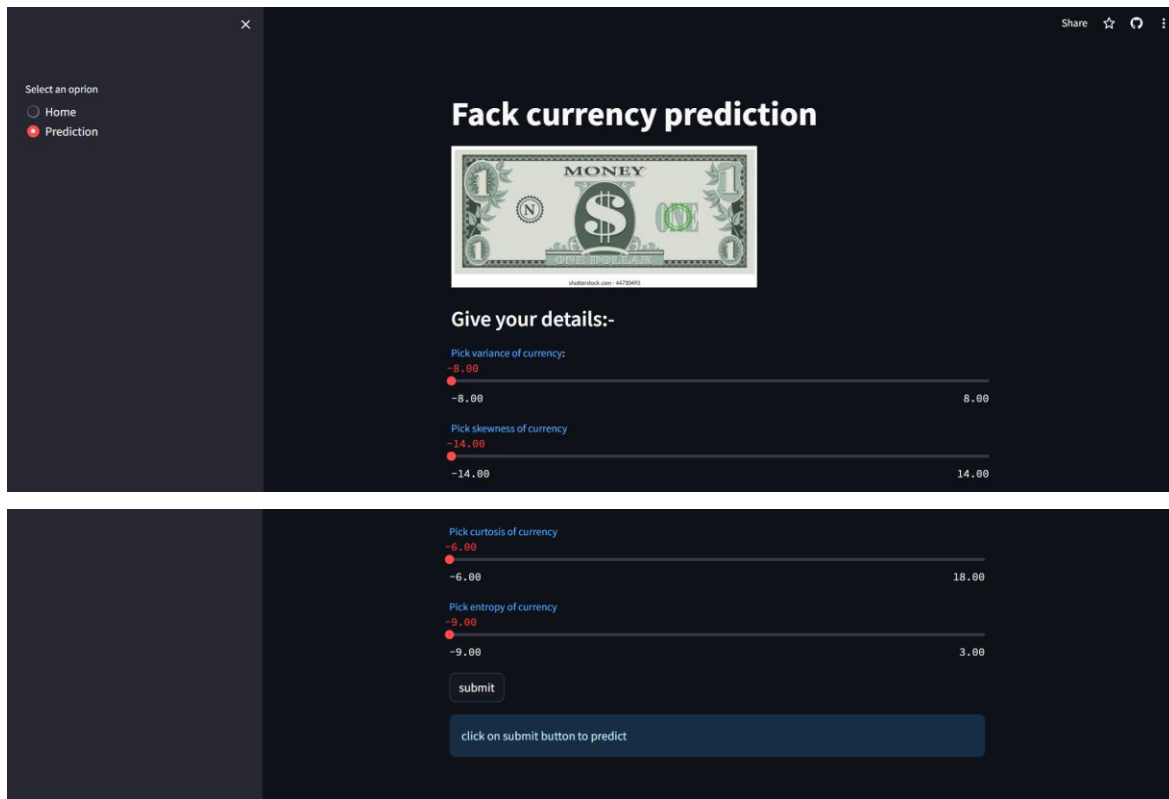 Share
Select an oprion
Home
Prediction
Fack currency prediction
1 MONEY 1
N $ ONE
1 ONE DOLLAR 1
shutterstock.com · 44730493
Give your details:-
Pick variance of currency:
-8.00
-8.00 8.00
Pick skewness of currency
-14.00
-14.00 14.00
Pick curtosis of currency
-6.00
-6.00 18.00
Pick entropy of currency
-9.00
-9.00 3.00
submit
click on submit button to predict